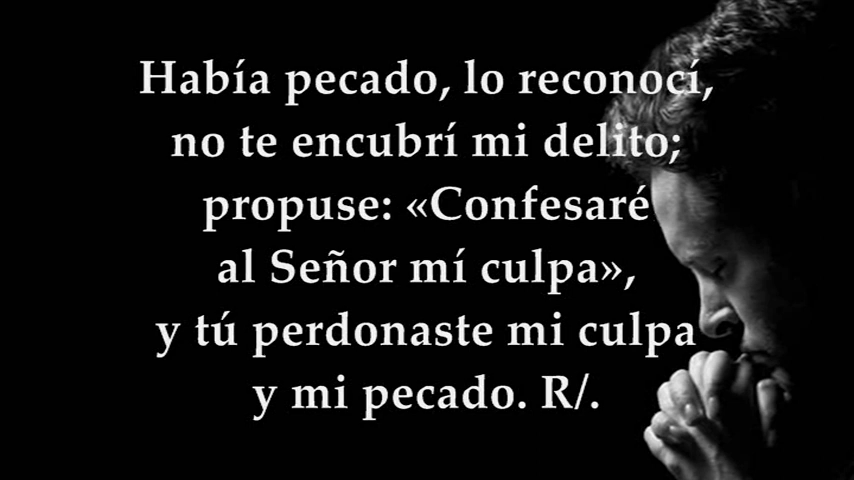 Había pecado, lo reconocí,
no te encubrí mi delito;
propuse: «Confesaré
al Señor mí culpa»,
y tú perdonaste mi culpa
y mi pecado. R/.